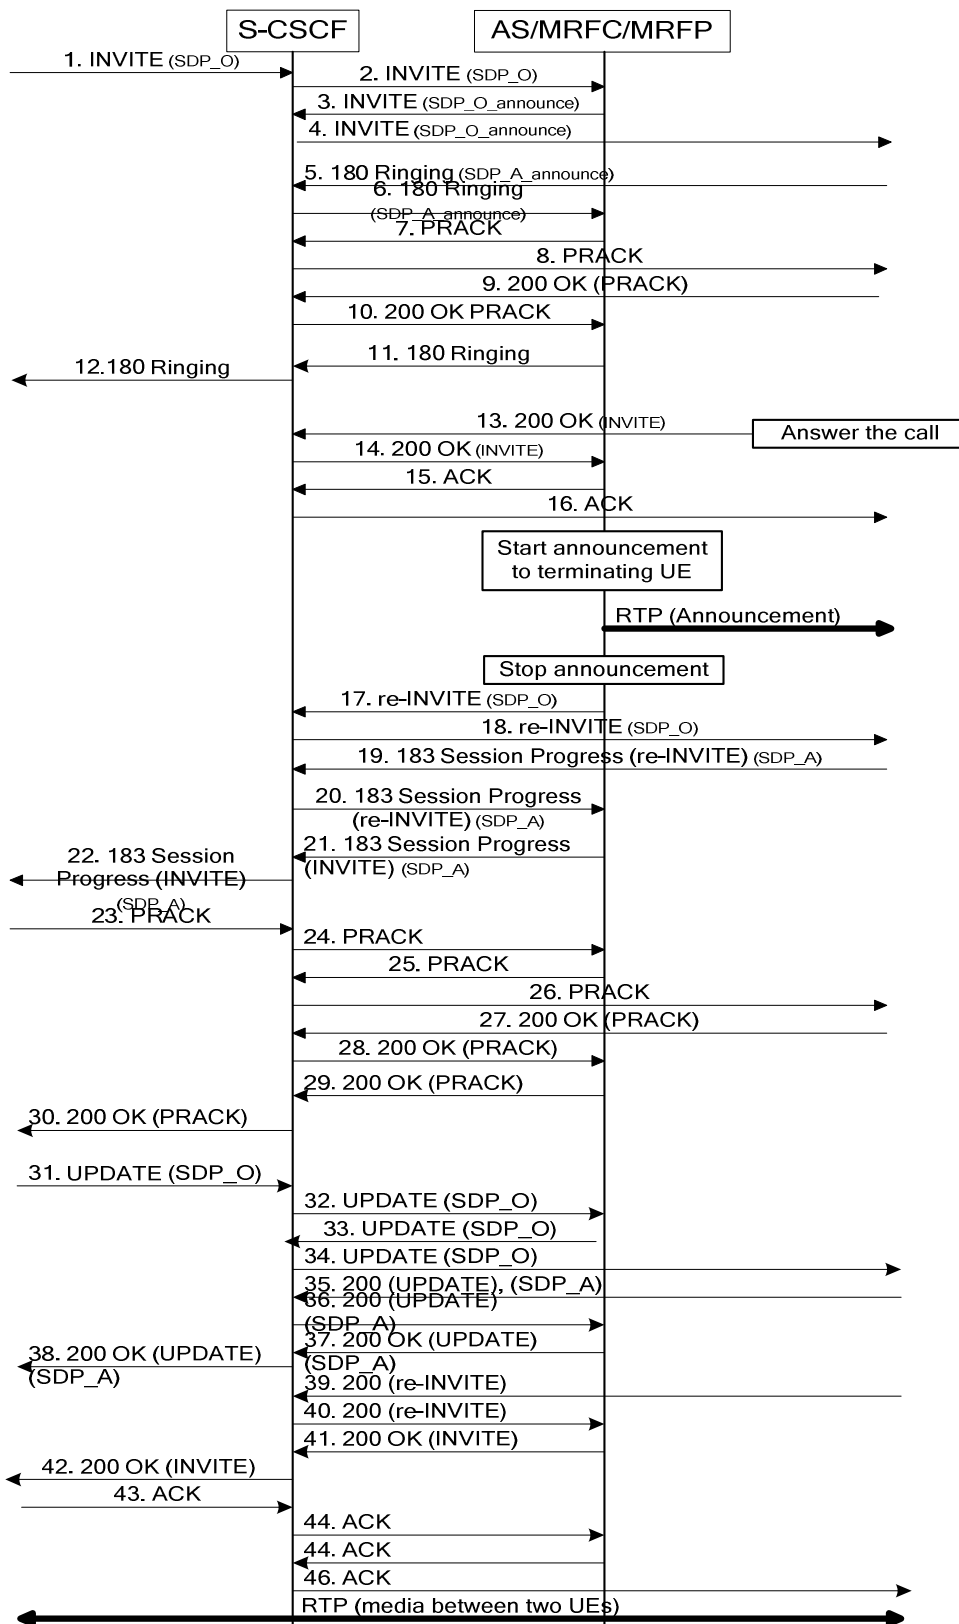 S-CSCF
AS/MRFC/MRFP
1. INVITE (SDP_O)
2. INVITE (SDP_O)
3. INVITE (SDP_O_announce)
4. INVITE (SDP_O_announce)
5. 180 Ringing (SDP_A_announce)
6. 180 Ringing
(SDP_A_announce)
7. PRACK
8. PRACK
9. 200 OK (PRACK)
10. 200 OK PRACK
11. 180 Ringing
12.180 Ringing
13. 200 OK (INVITE)
Answer the call
14. 200 OK (INVITE)
15. ACK
16. ACK
Start announcement
to terminating UE
RTP (Announcement)
Stop announcement
17. re-INVITE (SDP_O)
18. re-INVITE (SDP_O)
19. 183 Session Progress (re-INVITE) (SDP_A)
20. 183 Session Progress
(re-INVITE) (SDP_A)
21. 183 Session Progress
(INVITE) (SDP_A)
22. 183 Session
Progress (INVITE)
(SDP_A)
23. PRACK
24. PRACK
25. PRACK
26. PRACK
27. 200 OK (PRACK)
28. 200 OK (PRACK)
29. 200 OK (PRACK)
30. 200 OK (PRACK)
31. UPDATE (SDP_O)
32. UPDATE (SDP_O)
33. UPDATE (SDP_O)
34. UPDATE (SDP_O)
35. 200 (UPDATE), (SDP_A)
36. 200 (UPDATE)
(SDP_A)
37. 200 OK (UPDATE)
(SDP_A)
38. 200 OK (UPDATE)
(SDP_A)
39. 200 (re-INVITE)
40. 200 (re-INVITE)
41. 200 OK (INVITE)
42. 200 OK (INVITE)
43. ACK
44. ACK
44. ACK
46. ACK
RTP (media between two UEs)